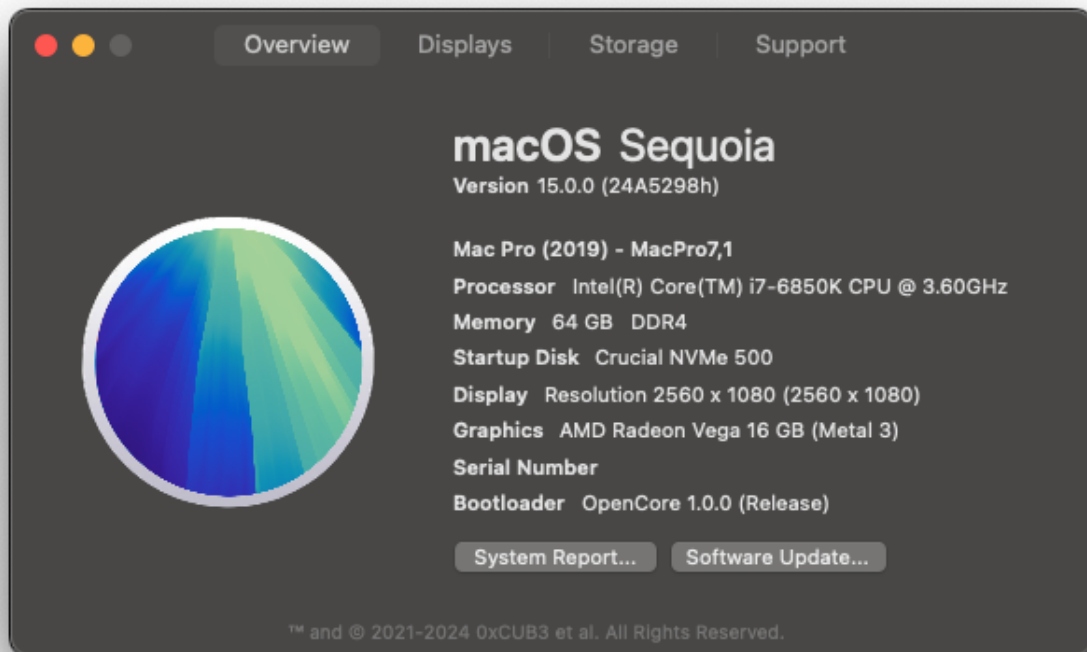 Overview Displays Storage Support
macOS Sequoia
Version 15.0.0 (24A5298h)
Mac Pro (2019) - MacPro7,1
Processor Intel(R) Core(TM) i7-6850K CPU @ 3.60GHz
Memory 64 GB DDR4
Startup Disk Crucial NVMe 500
Display Resolution 2560 x 1080 (2560 x 1080)
Graphics AMD Radeon Vega 16 GB (Metal 3)
Serial Number
Bootloader OpenCore 1.0.0 (Release)
System Report... Software Update...
™ and © 2021-2024 0xCUB3 et al. All Rights Reserved.